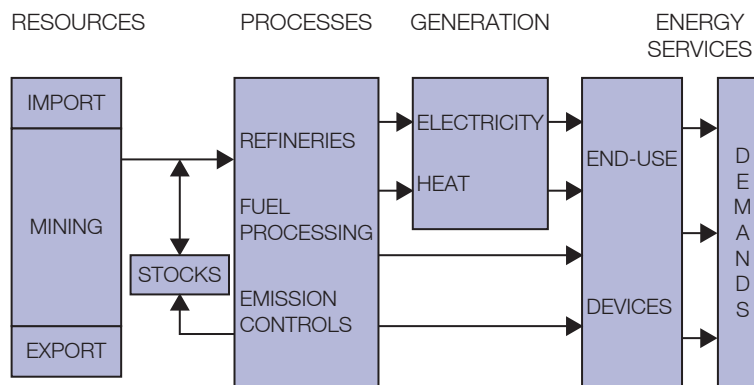 RESOURCES
PROCESSES
GENERATION
ENERGY
SERVICES
IMPORT
MINING
EXPORT
STOCKS
REFINERIES
FUEL
PROCESSING
EMISSION
CONTROLS
ELECTRICITY
HEAT
END-USE
DEVICES
D
E
M
A
N
D
S